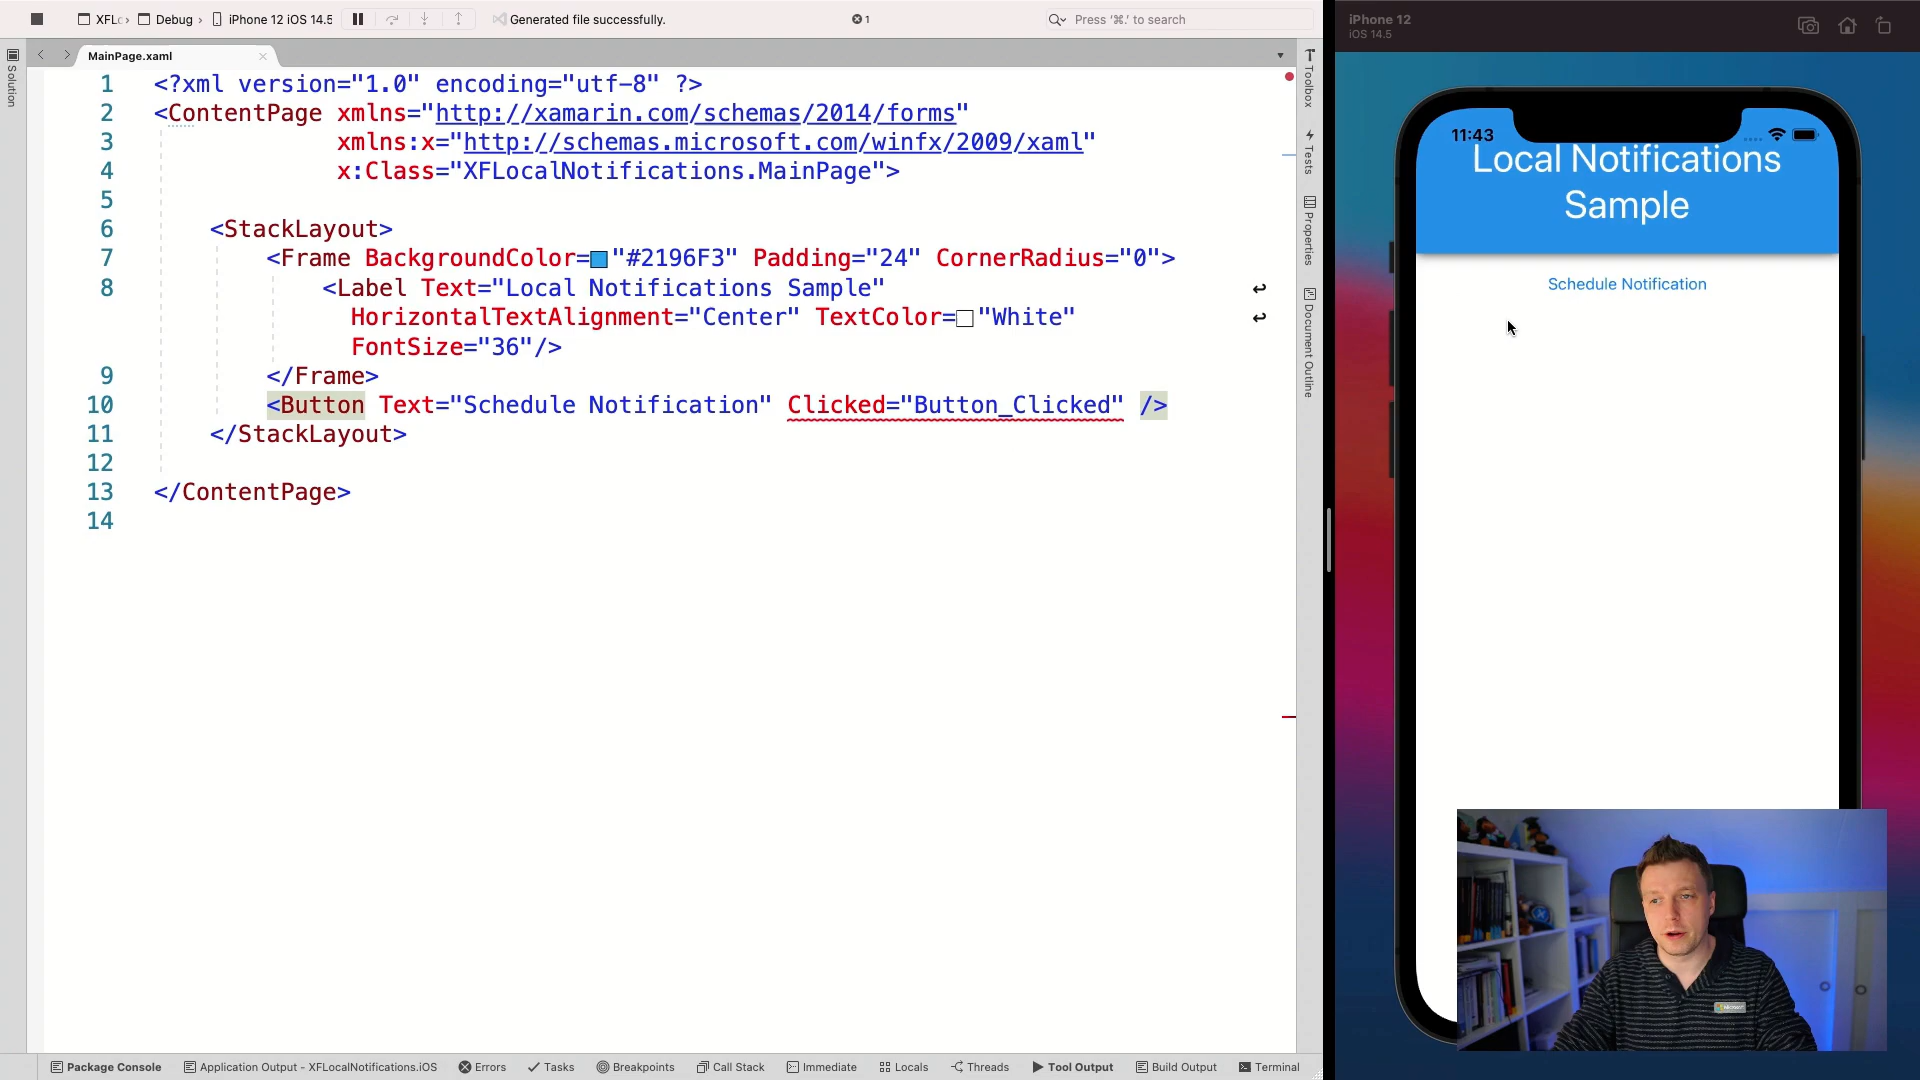 XFLc
Debug
iPhone 12 iOS 14.5
Generated file successfully.
1
Press '⌘.' to search
Solution
MainPage.xaml
1 <?xml version="1.0" encoding="utf-8" ?>
2 <ContentPage xmlns="http://xamarin.com/schemas/2014/forms"
3 xmlns:x="http://schemas.microsoft.com/winfx/2009/xaml"
4 x:Class="XFLocalNotifications.MainPage">
5
6 <StackLayout>
7 <Frame BackgroundColor="#2196F3" Padding="24" CornerRadius="0">
8 <Label Text="Local Notifications Sample"
HorizontalTextAlignment="Center" TextColor="White"
FontSize="36"/>
9 </Frame>
10 <Button Text="Schedule Notification" Clicked="Button_Clicked" />
11 </StackLayout>
12
13 </ContentPage>
14
Toolbox
Tests
Properties
Document Outline
Package Console
Application Output - XFLocalNotifications.iOS
Errors
Tasks
Breakpoints
Call Stack
Immediate
Locals
Threads
Tool Output
Build Output
Terminal
iPhone 12
iOS 14.5
11:43
Local Notifications
Sample
Schedule Notification